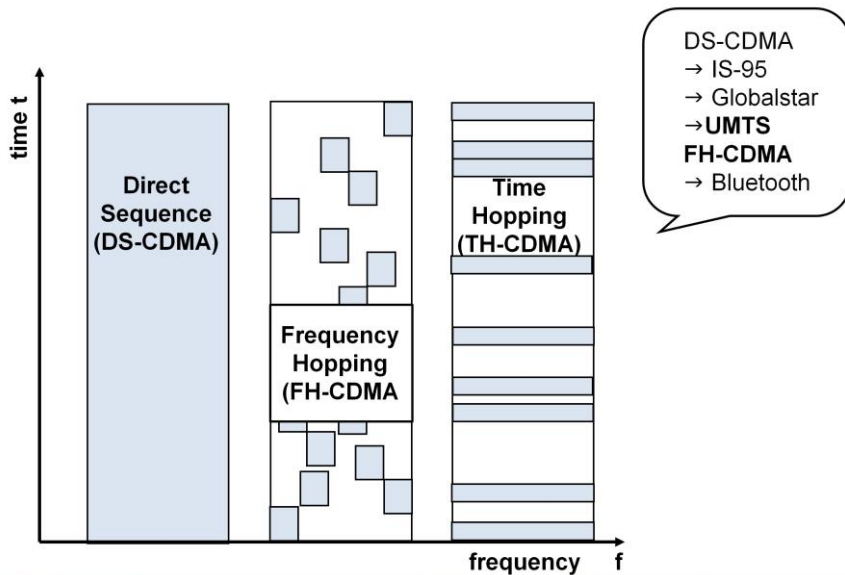 DS-CDMA
→ IS-95
→ Globalstar
→UMTS
FH-CDMA
→ Bluetooth
time t
Direct
Sequence
(DS-CDMA)
Time
Hopping
(TH-CDMA)
Frequency
Hopping
(FH-CDMA
frequency f